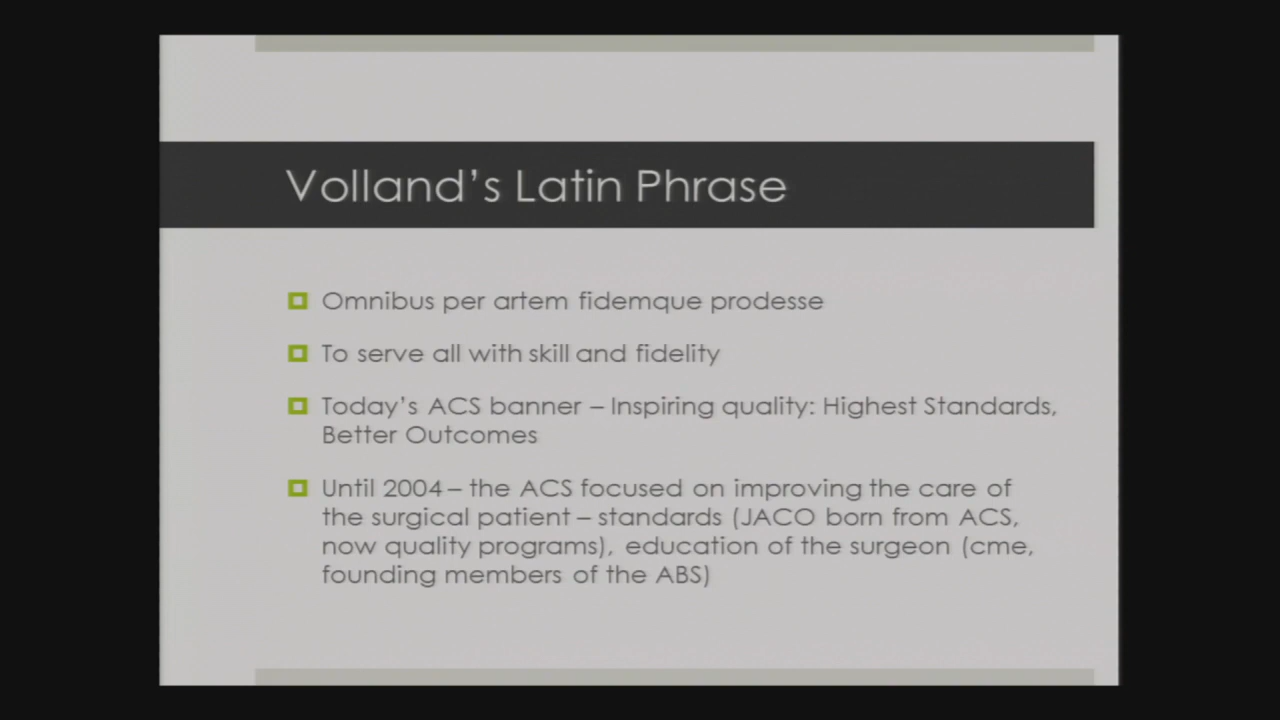 Volland's Latin Phrase
Omnibus per artem fidemque prodesse
To serve all with skill and fidelity
Today's ACS banner – Inspiring quality: Highest Standards,
Better Outcomes
Until 2004 – the ACS focused on improving the care of
the surgical patient – standards (JACO born from ACS,
now quality programs), education of the surgeon (cme,
founding members of the ABS)